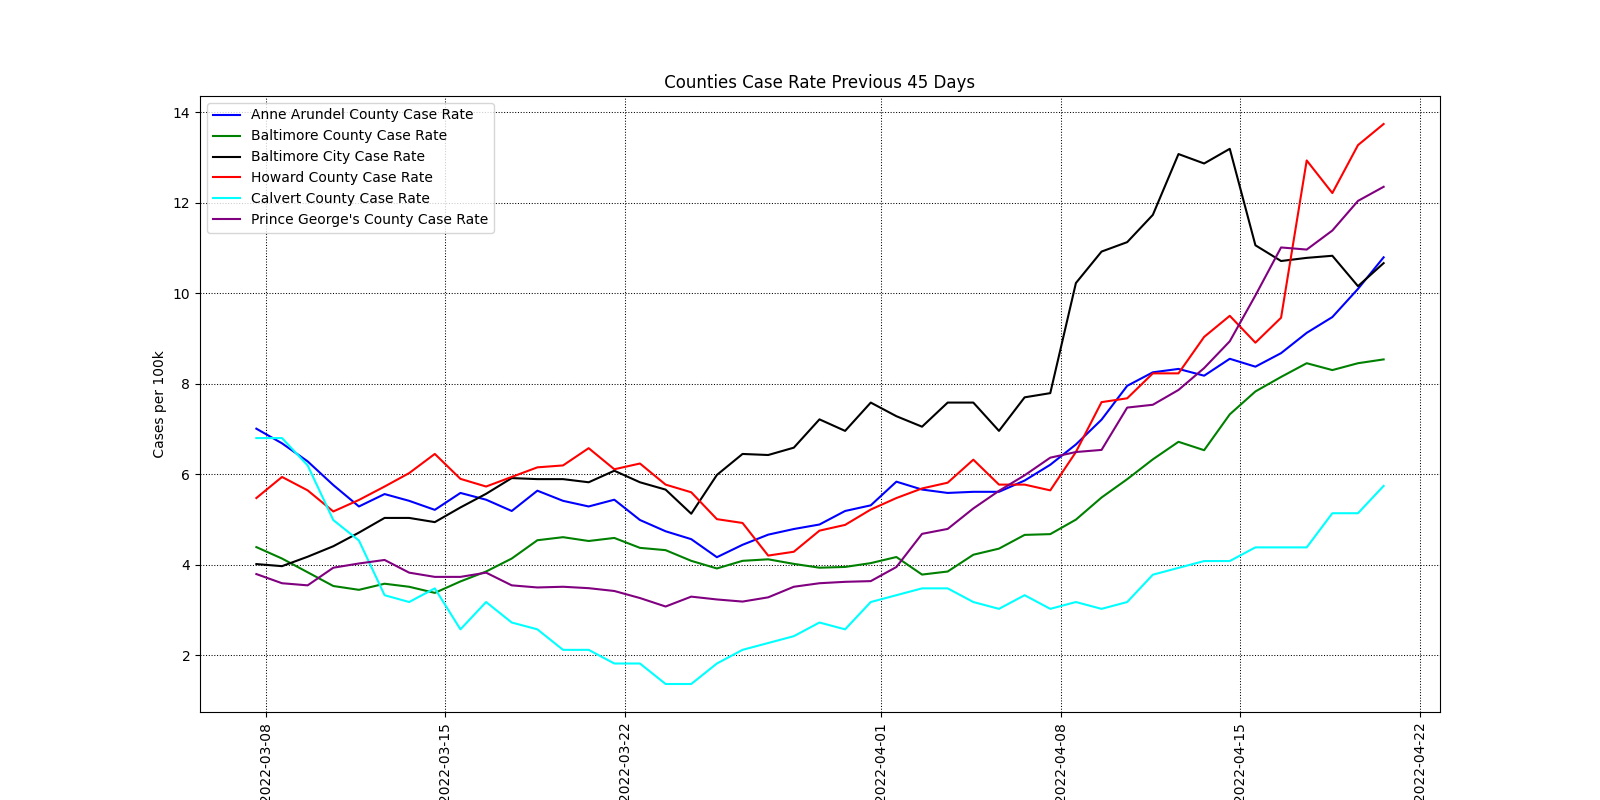 Counties Case Rate Previous 45 Days
14
12
10
8
6
4
2
Cases per 100k
Anne Arundel County Case Rate
Baltimore County Case Rate
Baltimore City Case Rate
Howard County Case Rate
Calvert County Case Rate
Prince George's County Case Rate
2022-03-08
2022-03-15
2022-03-22
2022-04-01
2022-04-08
2022-04-15
2022-04-22